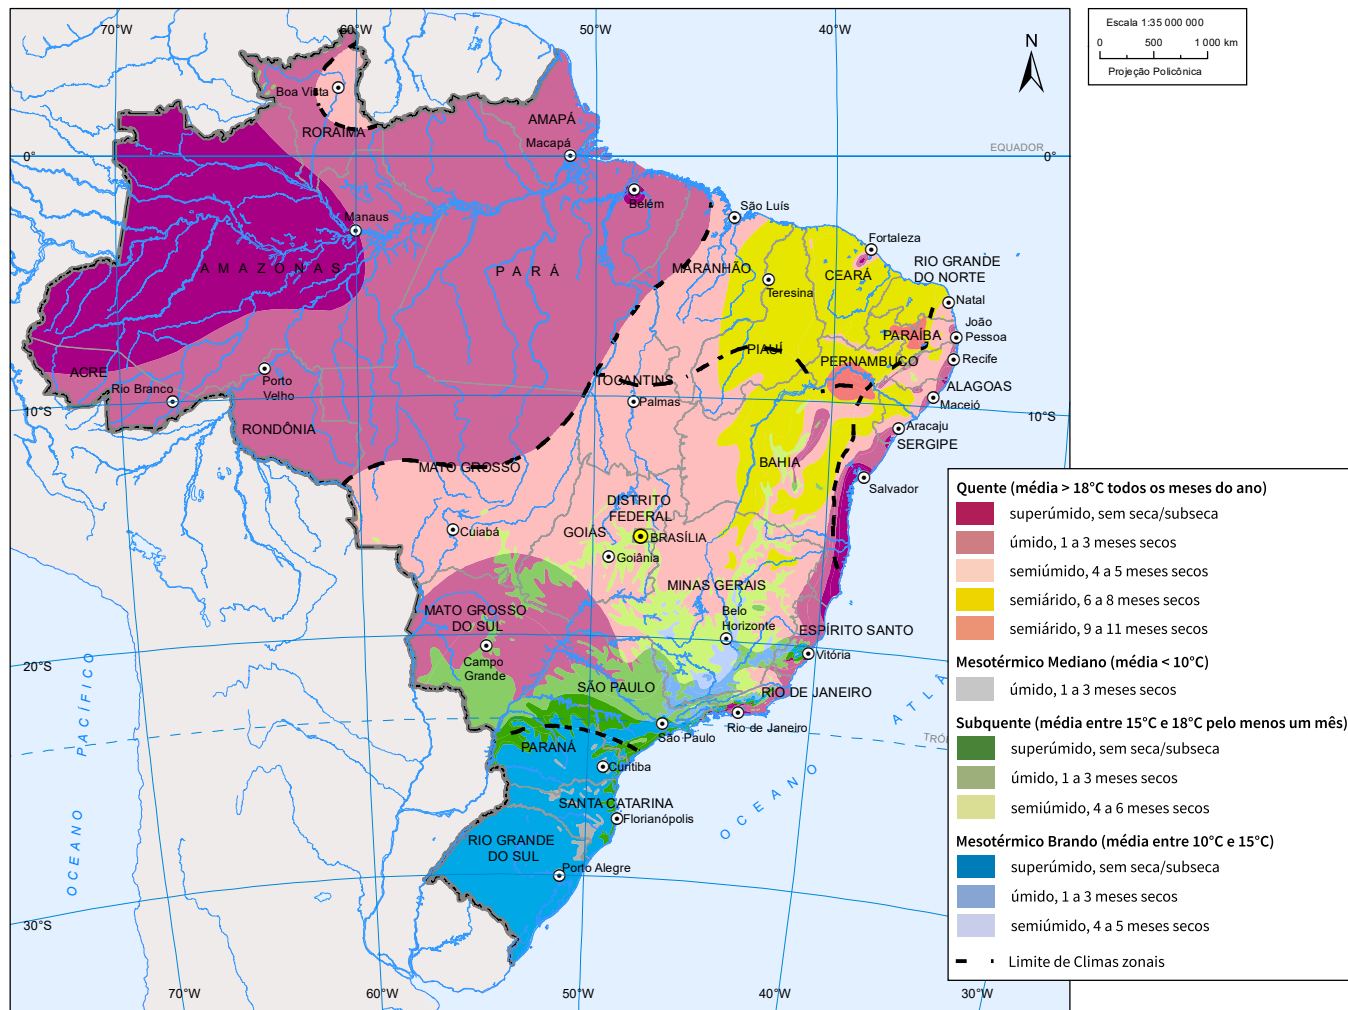 70°W
60°W
50°W
40°W
Escala 1:35 000 000
0
500
1 000 km
Projeção Policônica
N
Boa Vista
RORAIMA
AMAPÁ
Macapá
EQUADOR
0°
0°
Belém
São Luís
Manaus
Fortaleza
AMAZONAS
PARÁ
MARANHÃO
CEARÁ
RIO GRANDE
DO NORTE
Teresina
Natal
João
Pessoa
PARAÍBA
PIAUÍ
PERNAMBUCO
Recife
ACRE
Rio Branco
Porto
Velho
TOCANTINS
Palmas
ALAGOAS
Maceió
10°S
10°S
RONDÔNIA
Aracaju
SERGIPE
MATO GROSSO
BAHIA
Salvador
DISTRITO
FEDERAL
Cuiabá
GOIÁS
BRASÍLIA
Goiânia
MINAS GERAIS
MATO GROSSO
DO SUL
Belo
Horizonte
ESPÍRITO SANTO
Vitória
20°S
Campo
Grande
SÃO PAULO
RIO DE JANEIRO
Rio de Janeiro
São Paulo
PARANÁ
Curitiba
SANTA CATARINA
Florianópolis
RIO GRANDE
DO SUL
Porto Alegre
30°S
OCEANO PACÍFICO
OCEANO ATLÂ
TRÓ
70°W
60°W
50°W
40°W
30°W
Quente (média > 18°C todos os meses do ano)
superúmido, sem seca/subseca
úmido, 1 a 3 meses secos
semiúmido, 4 a 5 meses secos
semiárido, 6 a 8 meses secos
semiárido, 9 a 11 meses secos
Mesotérmico Mediano (média < 10°C)
úmido, 1 a 3 meses secos
Subquente (média entre 15°C e 18°C pelo menos um mês)
superúmido, sem seca/subseca
úmido, 1 a 3 meses secos
semiúmido, 4 a 6 meses secos
Mesotérmico Brando (média entre 10°C e 15°C)
superúmido, sem seca/subseca
úmido, 1 a 3 meses secos
semiúmido, 4 a 5 meses secos
Limite de Climas zonais